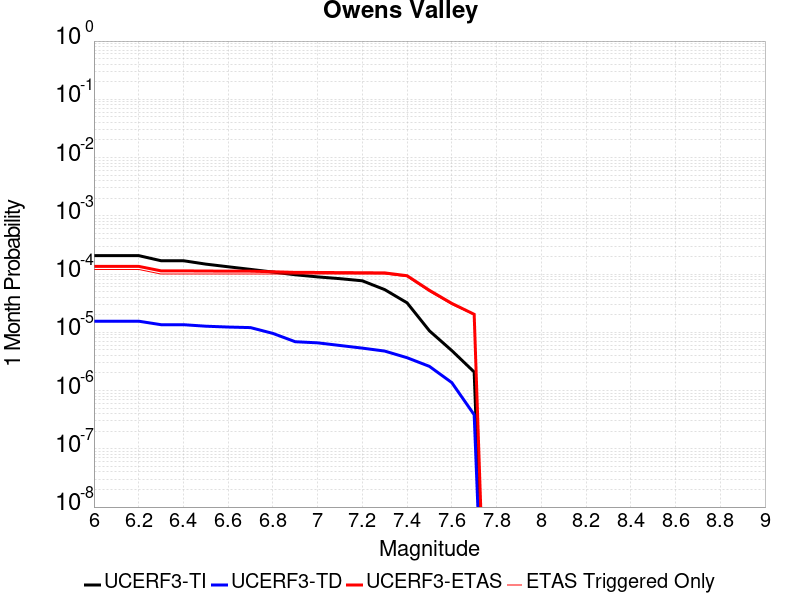 Owens Valley
10^0
10^-1
10^-2
10^-3
10^-4
10^-5
10^-6
10^-7
10^-8
1 Month Probability
6 6.2 6.4 6.6 6.8 7 7.2 7.4 7.6 7.8 8 8.2 8.4 8.6 8.8 9
Magnitude
UCERF3-TI UCERF3-TD UCERF3-ETAS ETAS Triggered Only